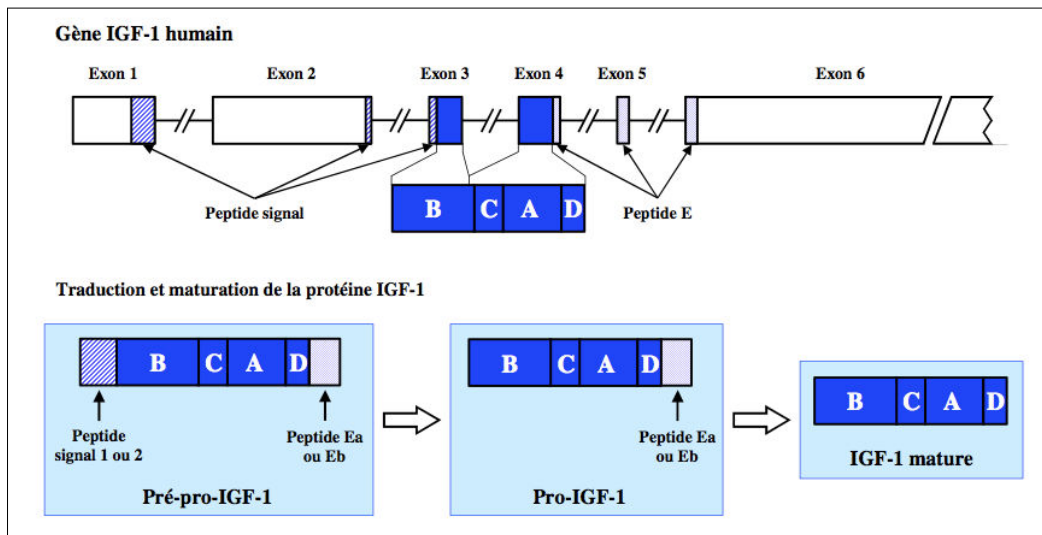 Gène IGF-1 humain
Exon 1 Exon 2 Exon 3 Exon 4 Exon 5 Exon 6
B C A D
Peptide signal Peptide E
Traduction et maturation de la protéine IGF-1
B C A D
Peptide
signal 1 ou 2
Peptide Ea
ou Eb
Pré-pro-IGF-1
B C A D
Peptide Ea
ou Eb
Pro-IGF-1
B C A D
IGF-1 mature